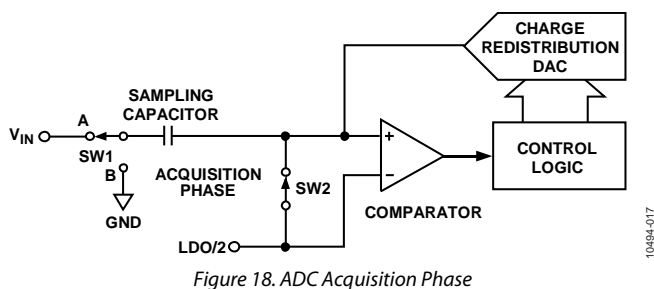 CHARGE
REDISTRIBUTION
DAC
SAMPLING
CAPACITOR
A
VIN
SW1
B
GND
ACQUISITION
PHASE
SW2
LDO/2
+
–
COMPARATOR
CONTROL
LOGIC
10494-017
Figure 18. ADC Acquisition Phase